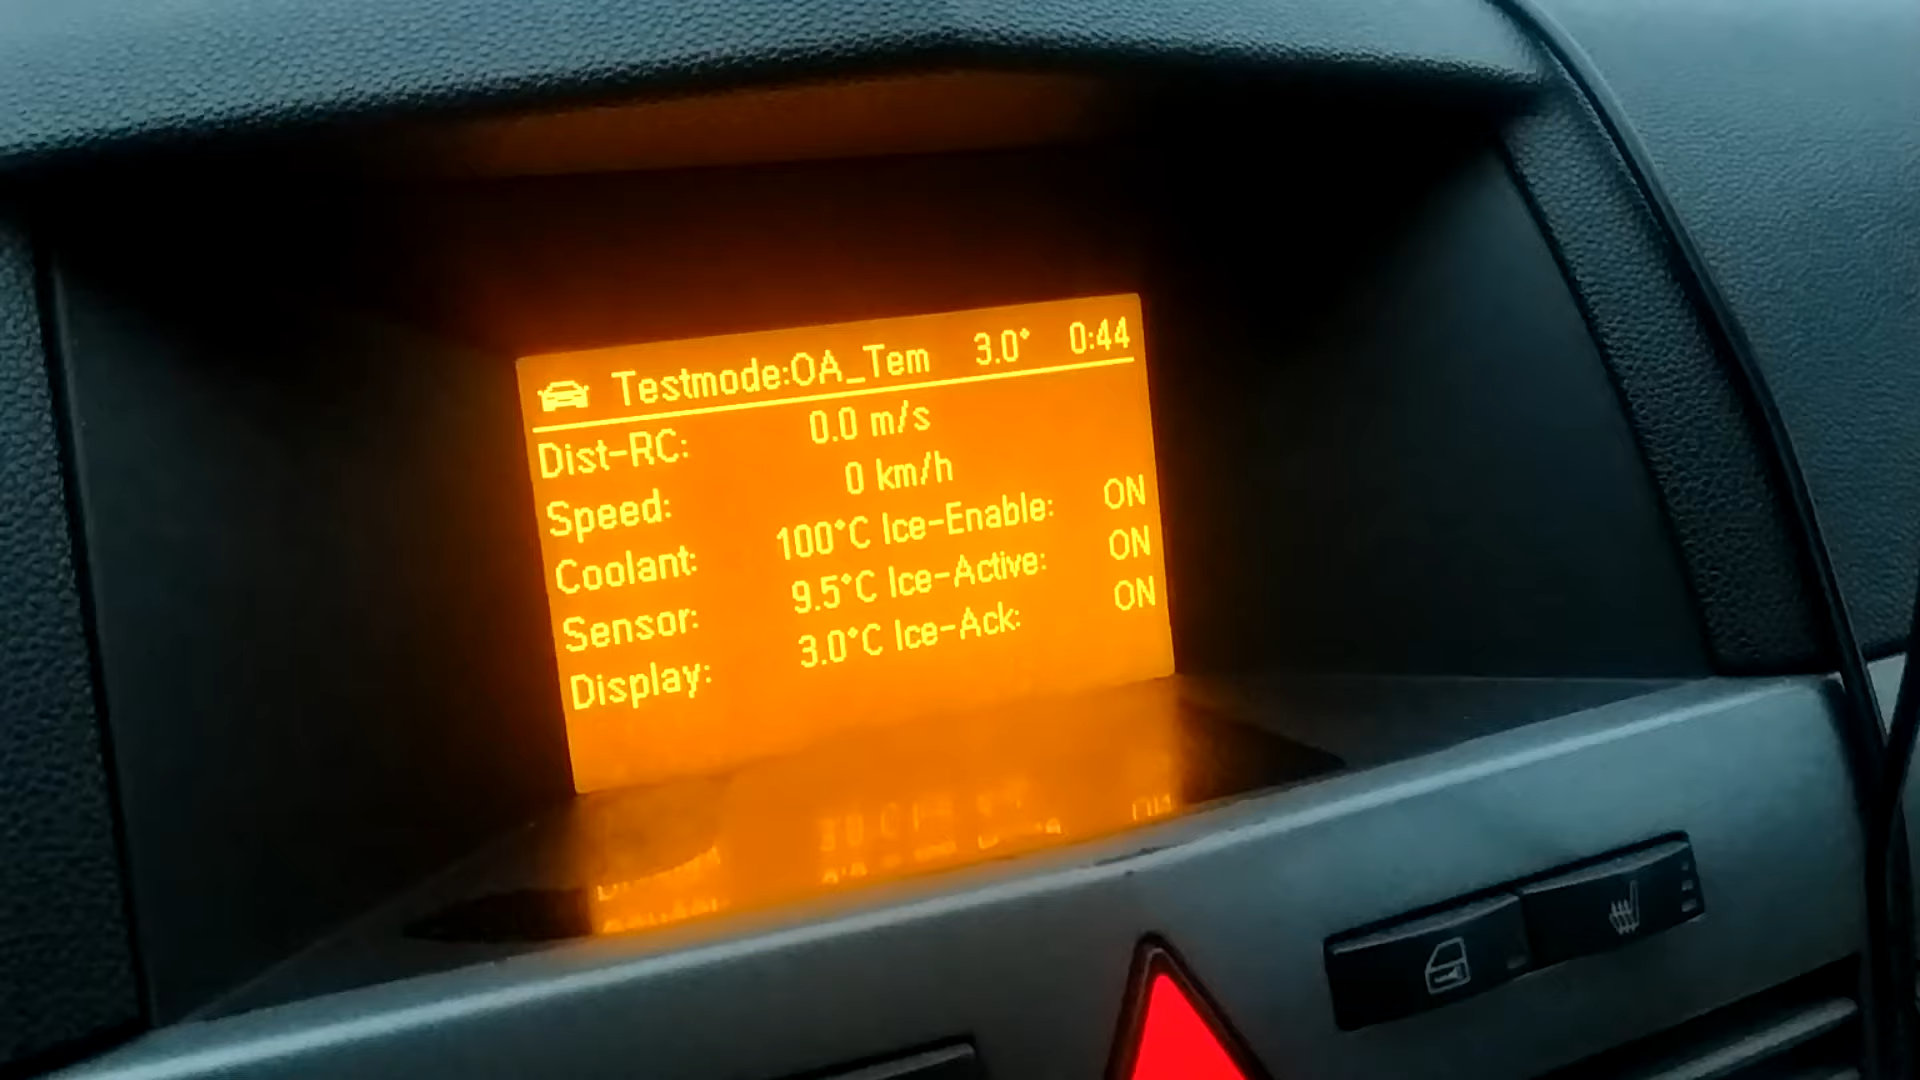 Testmode:OA_Tem 3.0° 0:44
Dist-RC: 0.0 m/s
Speed: 0 km/h
Coolant: 100°C Ice-Enable: ON
Sensor: 9.5°C Ice-Active: ON
Display: 3.0°C Ice-Ack: ON